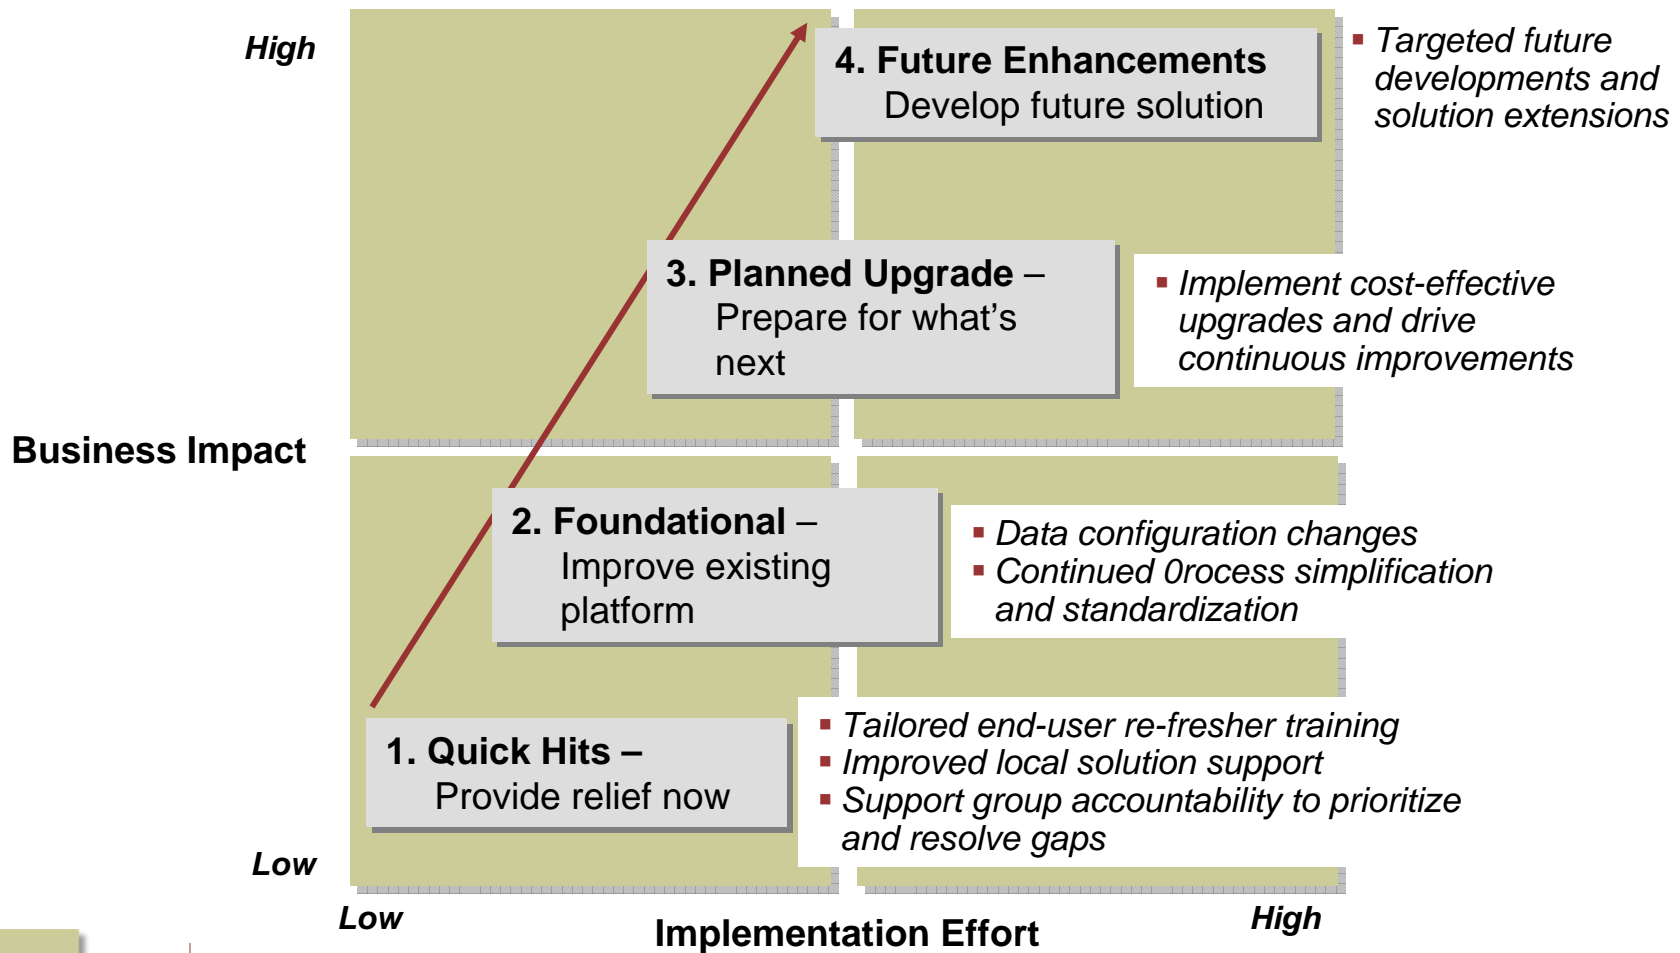 High
4. Future Enhancements
Develop future solution
▪ Targeted future
developments and
solution extensions
3. Planned Upgrade –
Prepare for what's
next
▪ Implement cost-effective
upgrades and drive
continuous improvements
Business Impact
2. Foundational –
Improve existing
platform
▪ Data configuration changes
▪ Continued 0rocess simplification
and standardization
1. Quick Hits –
Provide relief now
▪ Tailored end-user re-fresher training
▪ Improved local solution support
▪ Support group accountability to prioritize
and resolve gaps
Low
Low
Implementation Effort
High